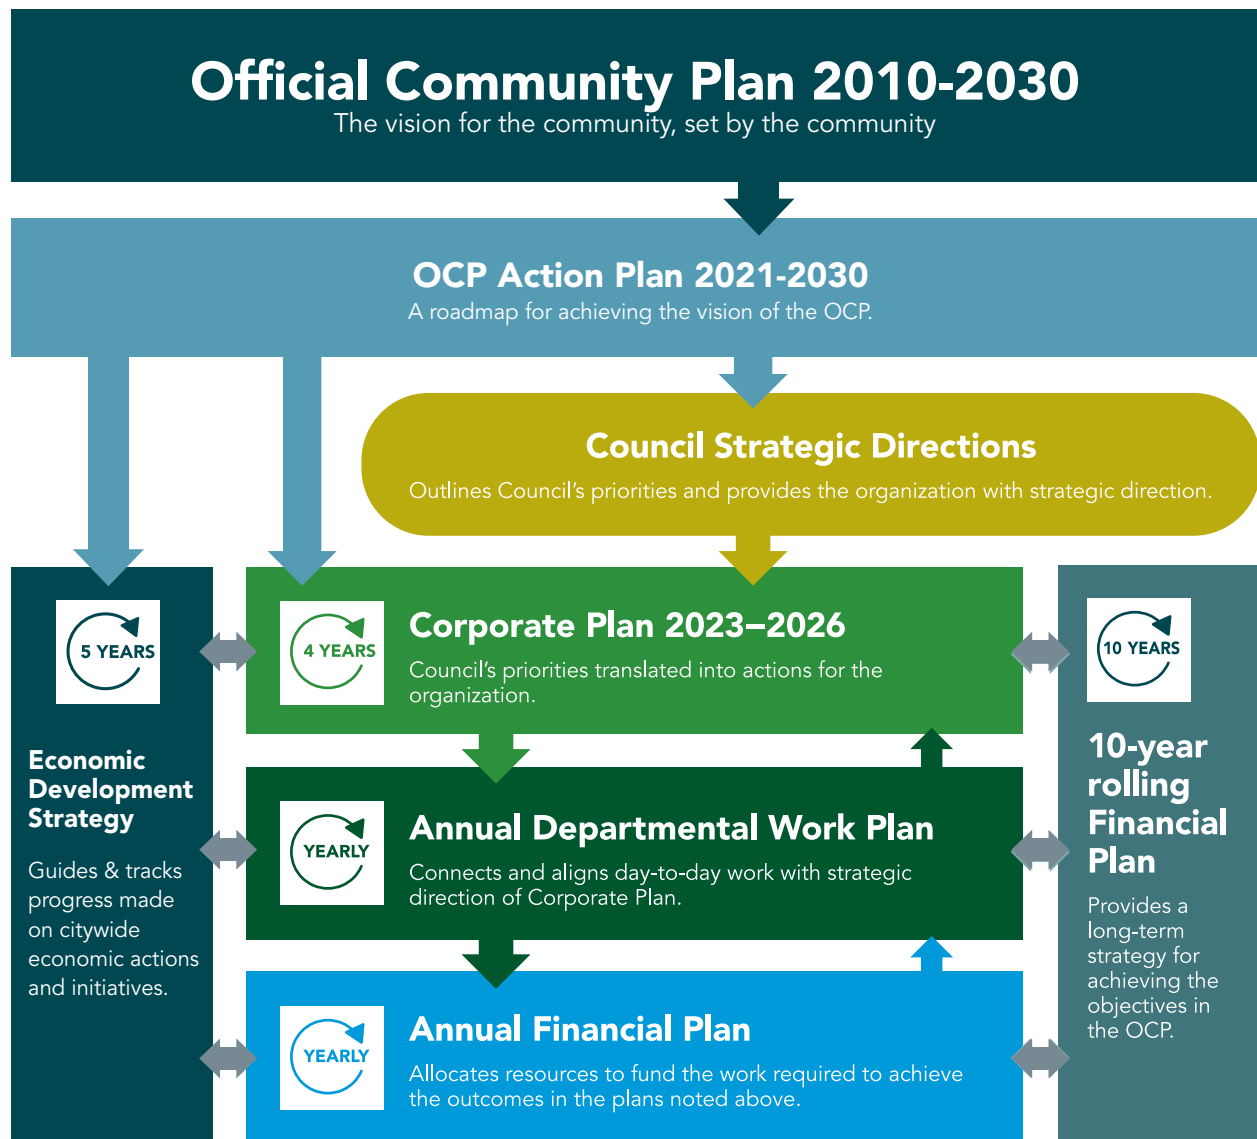 Official Community Plan 2010-2030
The vision for the community, set by the community
OCP Action Plan 2021-2030
A roadmap for achieving the vision of the OCP.
Council Strategic Directions
Outlines Council’s priorities and provides the organization with strategic direction.
5 YEARS
Economic
Development
Strategy
Guides & tracks
progress made
on citywide
economic actions
and initiatives.
4 YEARS
Corporate Plan 2023–2026
Council’s priorities translated into actions for the
organization.
YEARLY
Annual Departmental Work Plan
Connects and aligns day-to-day work with strategic
direction of Corporate Plan.
YEARLY
Annual Financial Plan
Allocates resources to fund the work required to achieve
the outcomes in the plans noted above.
10 YEARS
10-year
rolling
Financial
Plan
Provides a
long-term
strategy for
achieving the
objectives in
the OCP.